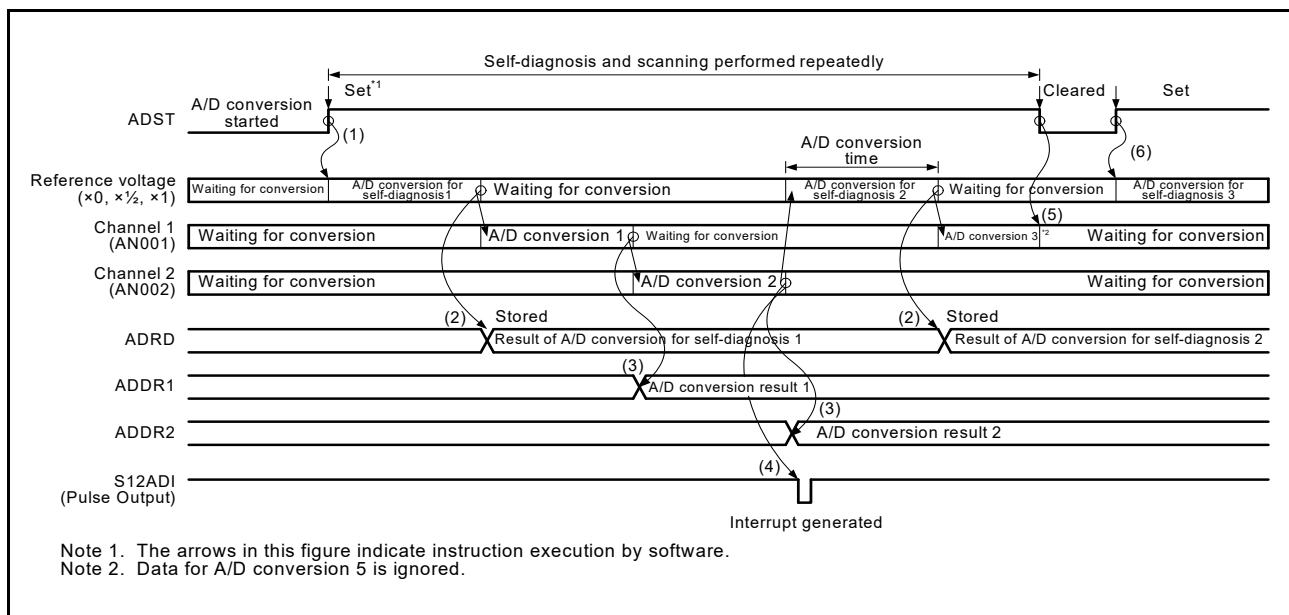 Self-diagnosis and scanning performed repeatedly
A/D conversion
started
Set*1
Cleared
Set
ADST
(1)
A/D conversion
time
(6)
Reference voltage
(×0, ×½, ×1)
Waiting for conversion
A/D conversion for
self-diagnosis1
Waiting for conversion
A/D conversion for
self-diagnosis 2
Waiting for conversion
A/D conversion for
self-diagnosis 3
(5)
Channel 1
(AN001)
Waiting for conversion
A/D conversion 1
Waiting for conversion
A/D conversion 3
*2
Waiting for conversion
Channel 2
(AN002)
Waiting for conversion
A/D conversion 2
Waiting for conversion
(2)
Stored
(2)
Stored
ADRD
Result of A/D conversion for self-diagnosis 1
Result of A/D conversion for self-diagnosis 2
(3)
ADDR1
A/D conversion result 1
(3)
ADDR2
A/D conversion result 2
(4)
S12ADI
(Pulse Output)
Interrupt generated
Note 1. The arrows in this figure indicate instruction execution by software.
Note 2. Data for A/D conversion 5 is ignored.